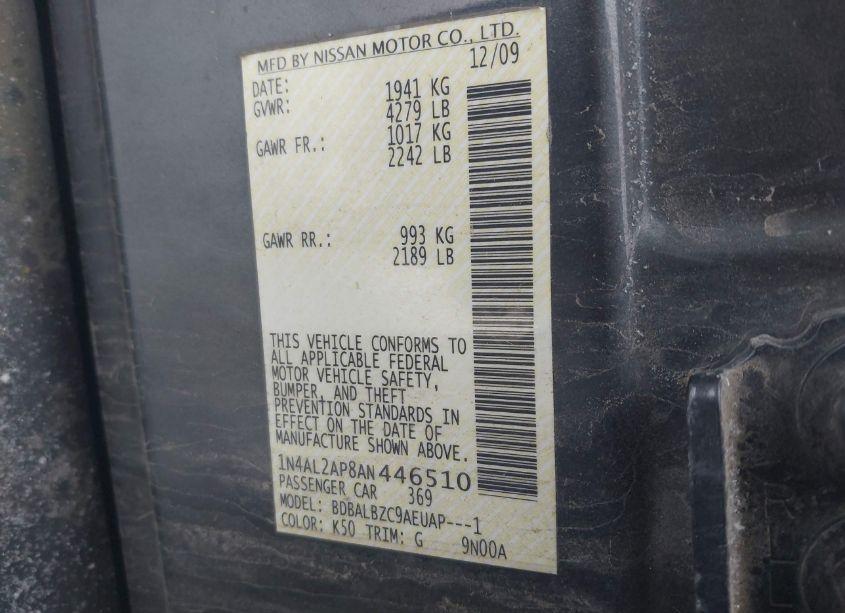 MFD BY NISSAN MOTOR CO., LTD.
DATE: 12/09
GVWR: 1941 KG
4279 LB
GAWR FR.: 1017 KG
2242 LB
GAWR RR.: 993 KG
2189 LB
THIS VEHICLE CONFORMS TO
ALL APPLICABLE FEDERAL
MOTOR VEHICLE SAFETY,
BUMPER, AND THEFT
PREVENTION STANDARDS IN
EFFECT ON THE DATE OF
MANUFACTURE SHOWN ABOVE.
1N4AL2AP8AN446510
PASSENGER CAR 369
MODEL: BDBALBZC9AEUAP---1
COLOR: K50 TRIM: G 9N00A